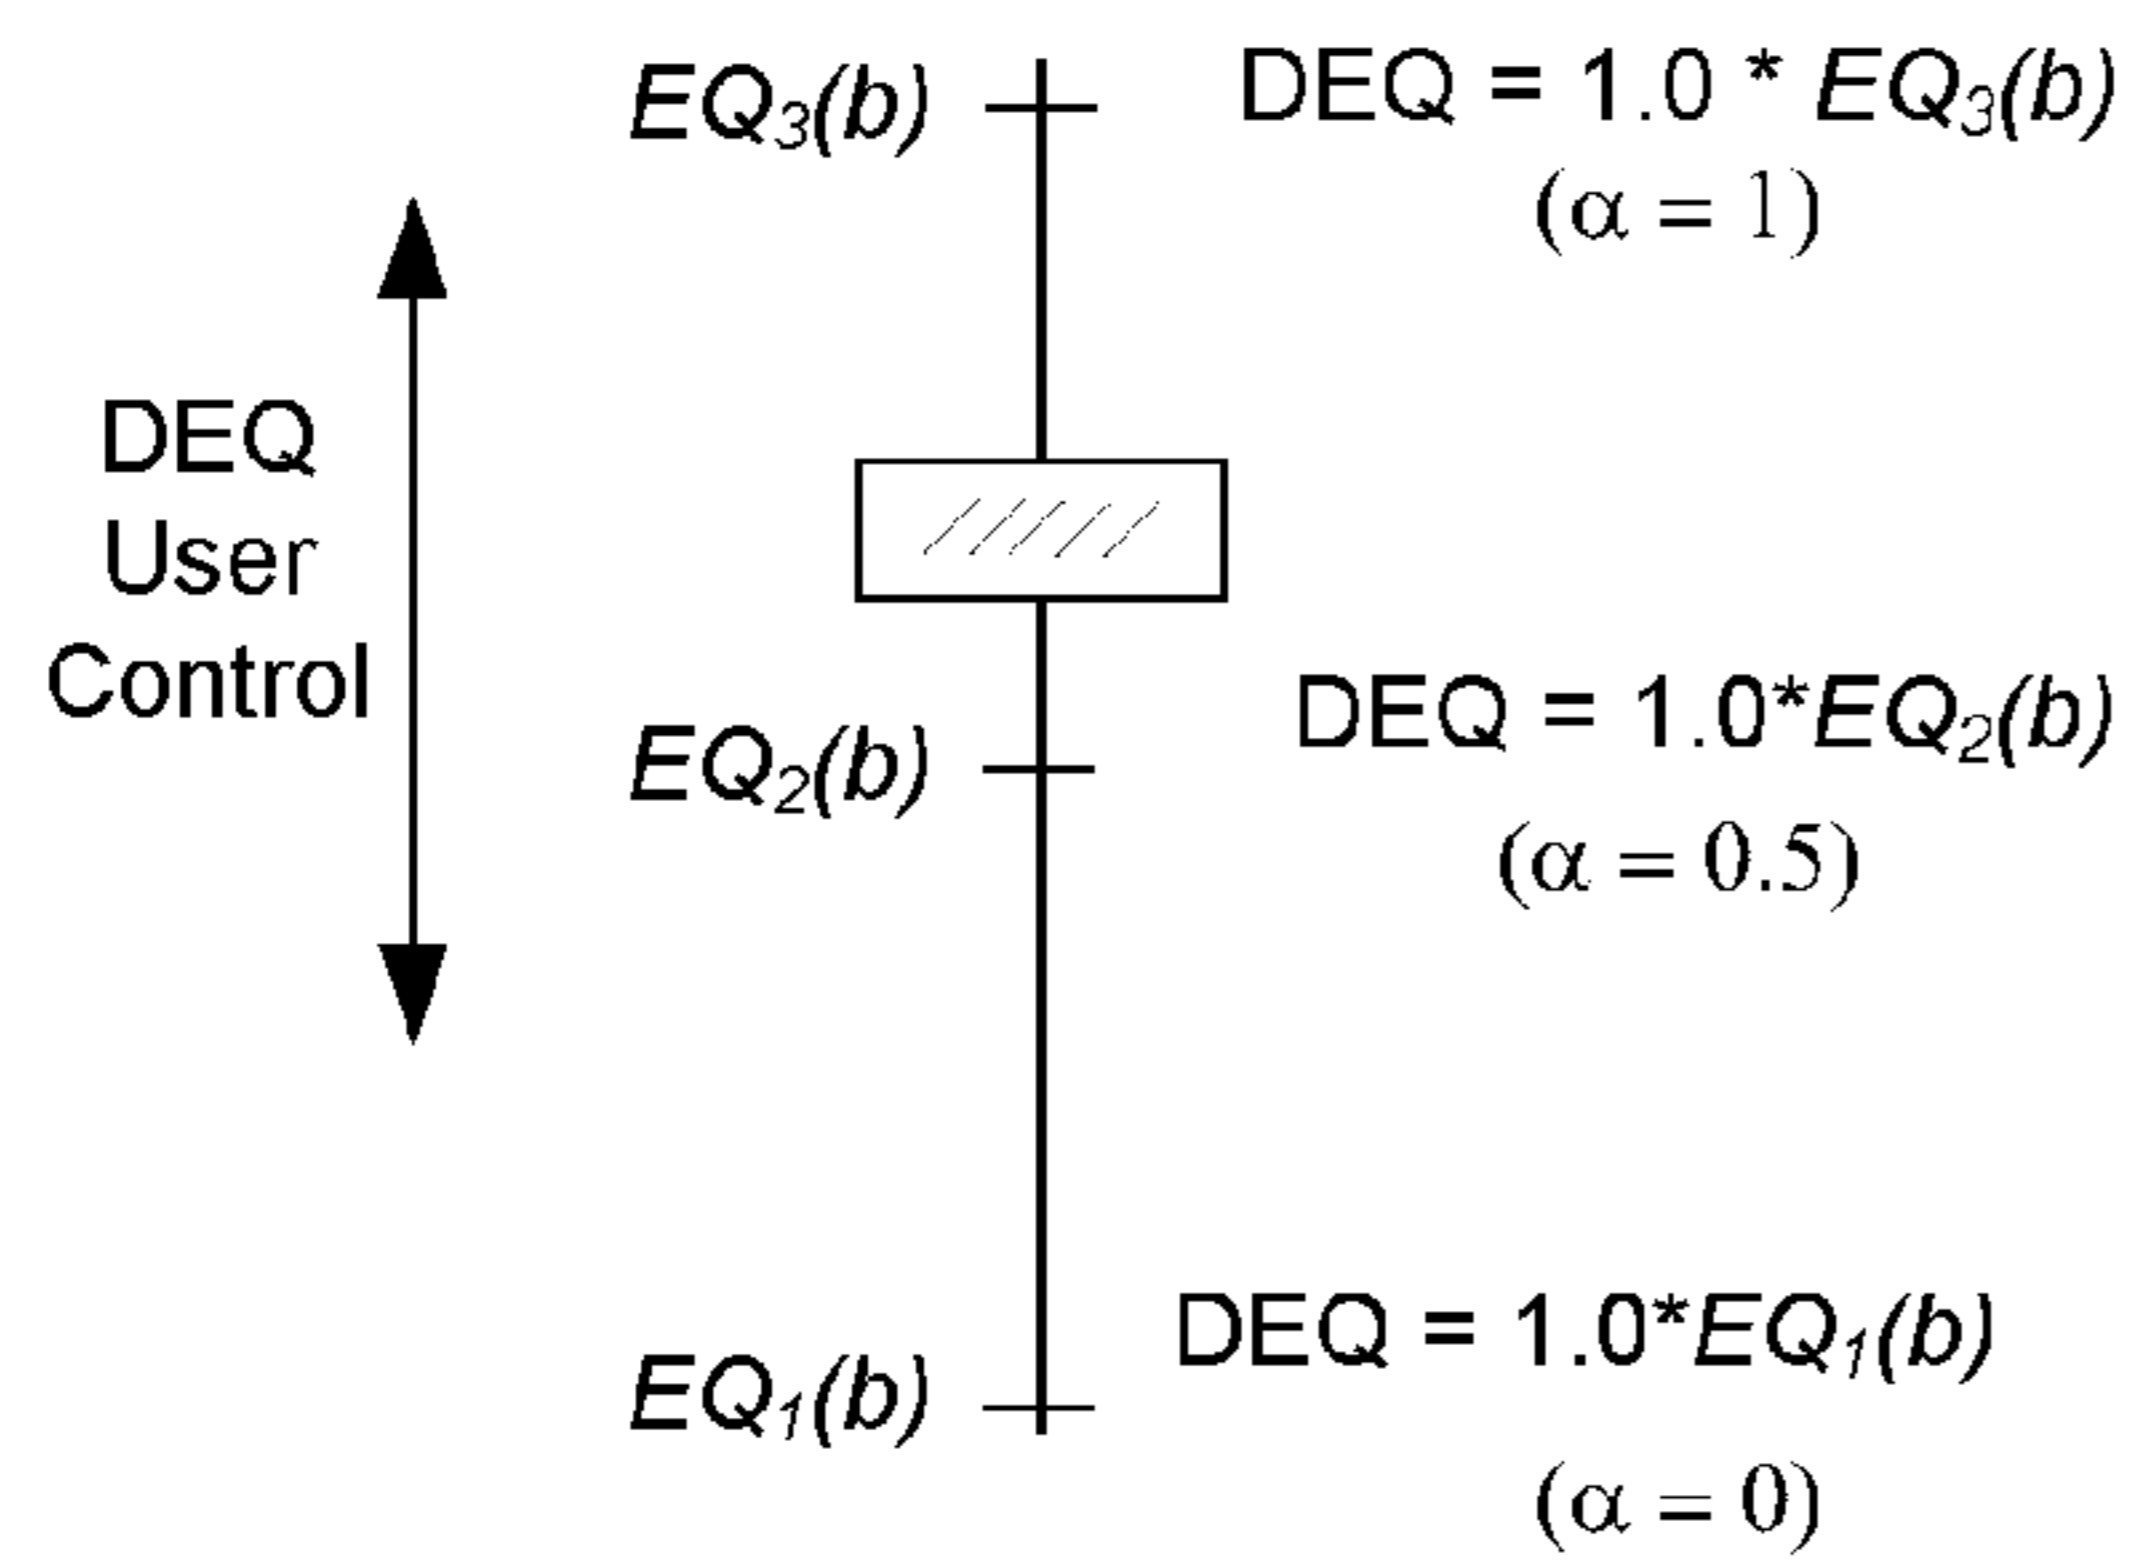 EQ₃(b)
DEQ = 1.0 * EQ₃(b)
(α = 1)
DEQ
User
Control
EQ₂(b)
DEQ = 1.0*EQ₂(b)
(α = 0.5)
EQ₁(b)
DEQ = 1.0*EQ₁(b)
(α = 0)